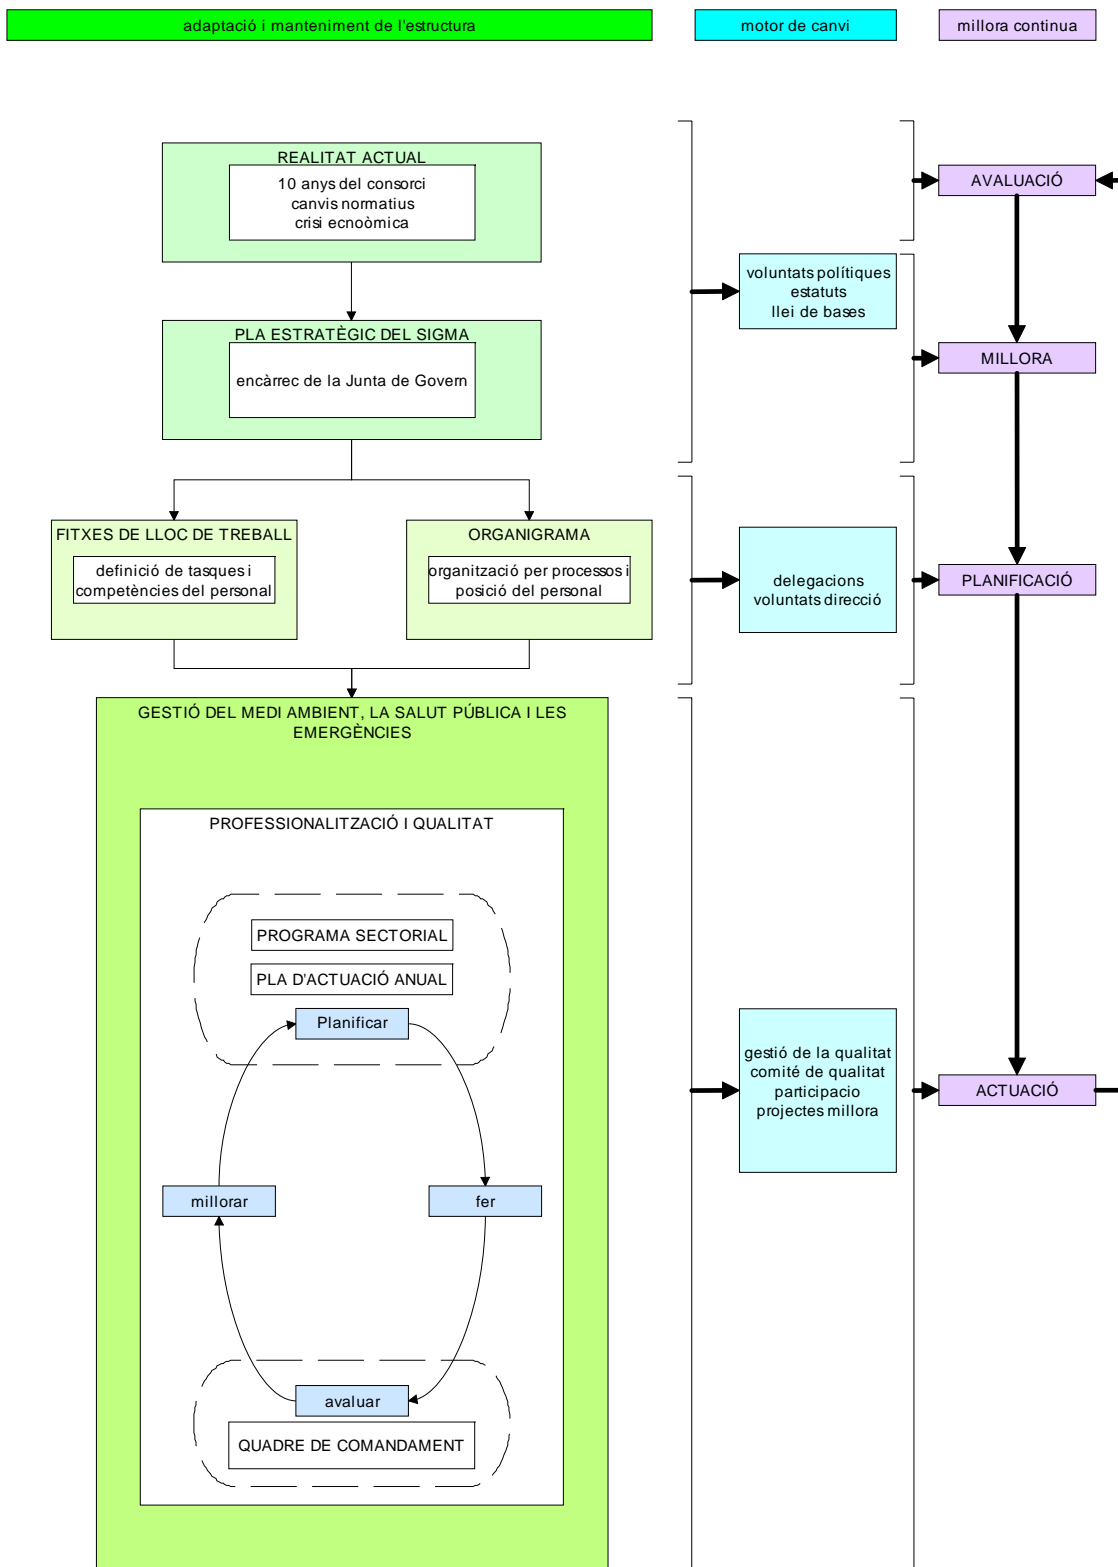 adaptació i manteniment de l'estructura
motor de canvi
millora continua
REALITAT ACTUAL
10 anys del consorci
canvis normatius
crisi ecnoòmica
AVALUACIÓ
voluntats polítiques
estatuts
llei de bases
PLA ESTRATÈGIC DEL SIGMA
encàrrec de la Junta de Govern
MILLORA
FITXES DE LLOC DE TREBALL
definició de tasques i
competències del personal
ORGANIGRAMA
organització per processos i
posició del personal
delegacions
voluntats direcció
PLANIFICACIÓ
GESTIÓ DEL MEDI AMBIENT, LA SALUT PÚBLICA I LES
EMERGÈNCIES
PROFESSIONALITZACIÓ I QUALITAT
PROGRAMA SECTORIAL
PLA D'ACTUACIÓ ANUAL
Planificar
gestió de la qualitat
comité de qualitat
participacio
projectes millora
ACTUACIÓ
millorar
fer
avaluar
QUADRE DE COMANDAMENT